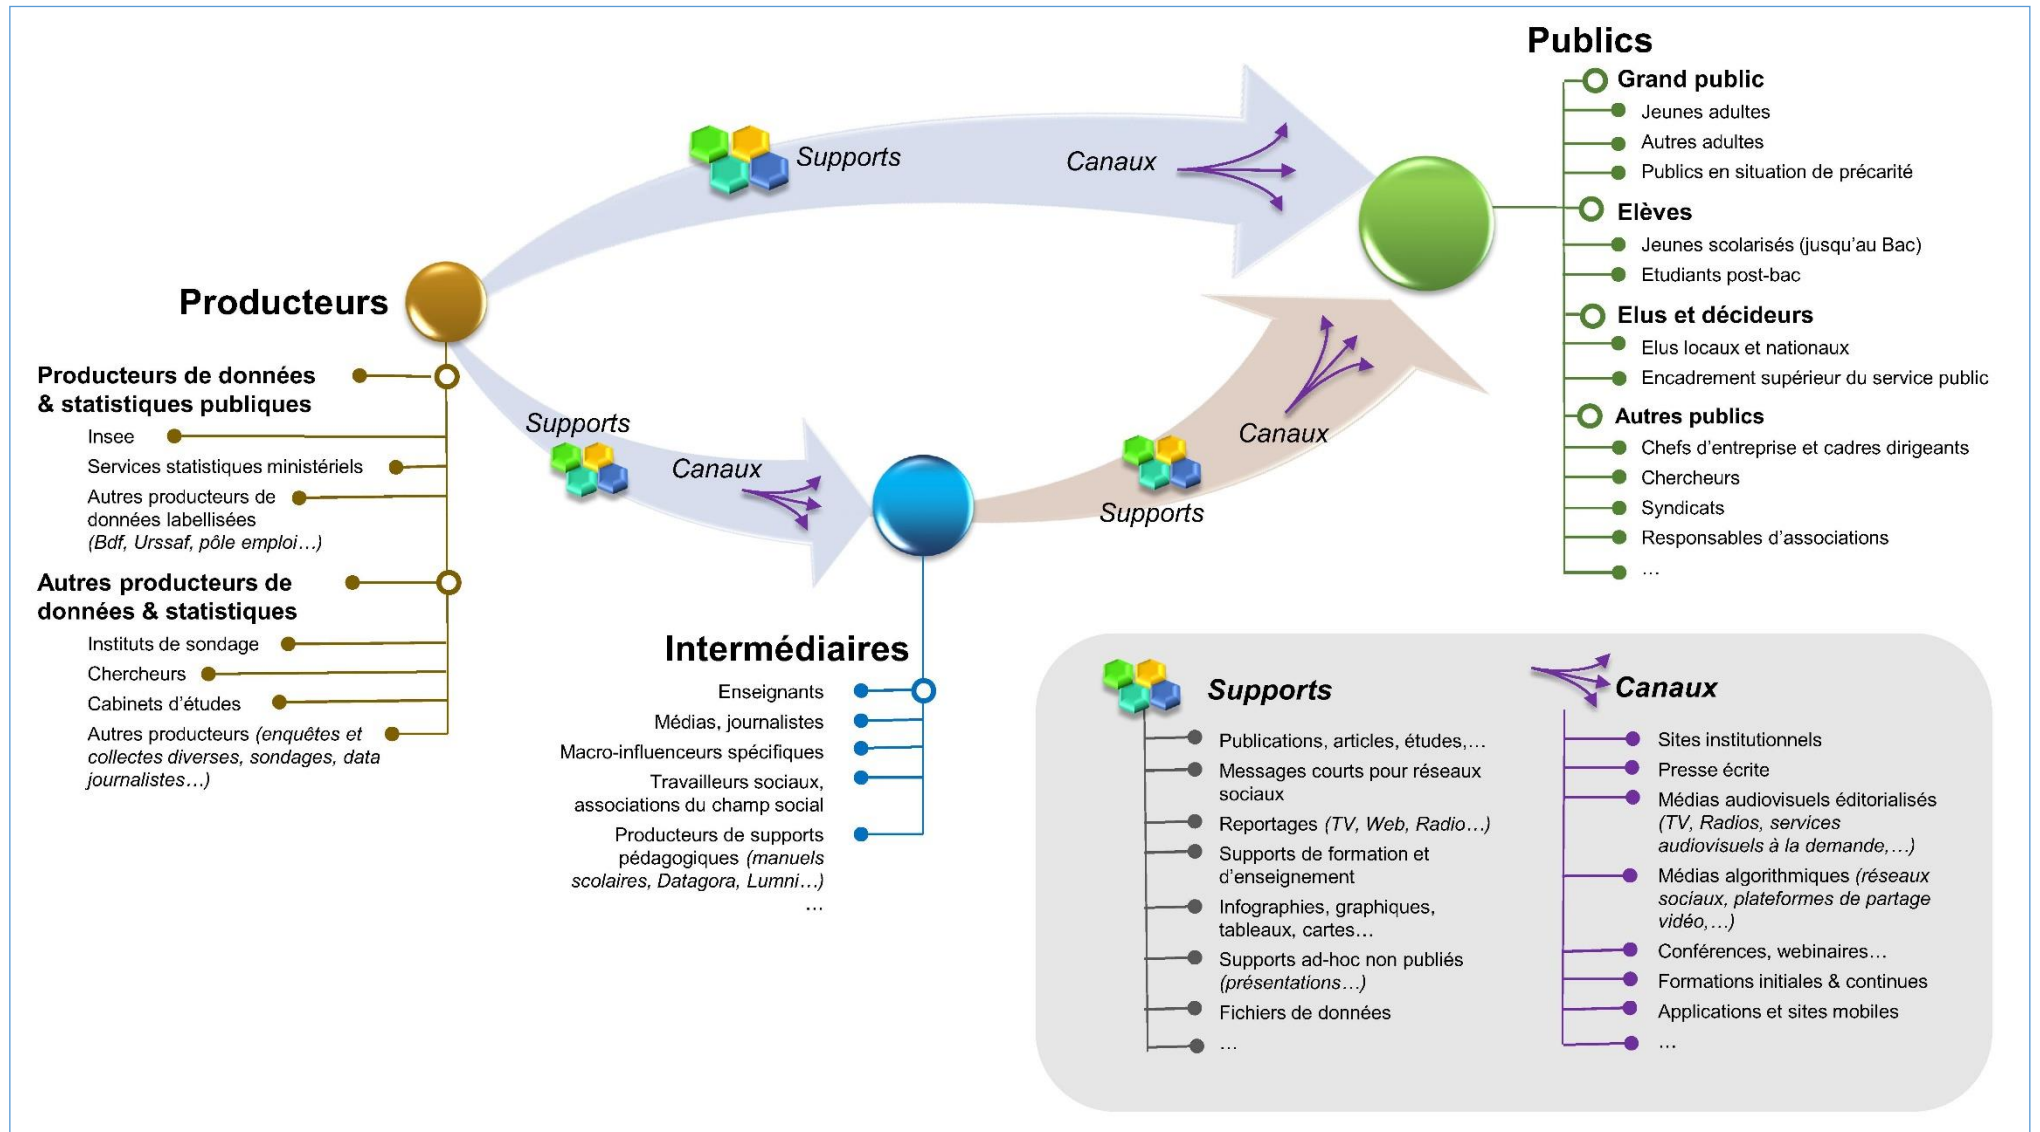 Publics
Grand public
Jeunes adultes
Autres adultes
Publics en situation de précarité
Elèves
Jeunes scolarisés (jusqu'au Bac)
Etudiants post-bac
Elus et décideurs
Elus locaux et nationaux
Encadrement supérieur du service public
Autres publics
Chefs d'entreprise et cadres dirigeants
Chercheurs
Syndicats
Responsables d'associations
…
Supports
Canaux
Producteurs
Producteurs de données
& statistiques publiques
Insee
Services statistiques ministériels
Autres producteurs de
données labellisées
(Bdf, Urssaf, pôle emploi…)
Autres producteurs de
données & statistiques
Instituts de sondage
Chercheurs
Cabinets d'études
Autres producteurs (enquêtes et
collectes diverses, sondages, data
journalistes…)
Supports
Canaux
Supports
Canaux
Intermédiaires
Enseignants
Médias, journalistes
Macro-influenceurs spécifiques
Travailleurs sociaux,
associations du champ social
Producteurs de supports
pédagogiques (manuels
scolaires, Datagora, Lumni…)
…
Supports
Publications, articles, études,…
Messages courts pour réseaux
sociaux
Reportages (TV, Web, Radio…)
Supports de formation et
d'enseignement
Infographies, graphiques,
tableaux, cartes…
Supports ad-hoc non publiés
(présentations…)
Fichiers de données
…
Canaux
Sites institutionnels
Presse écrite
Médias audiovisuels éditorialisés
(TV, Radios, services
audiovisuels à la demande,…)
Médias algorithmiques (réseaux
sociaux, plateformes de partage
vidéo,…)
Conférences, webinaires…
Formations initiales & continues
Applications et sites mobiles
…